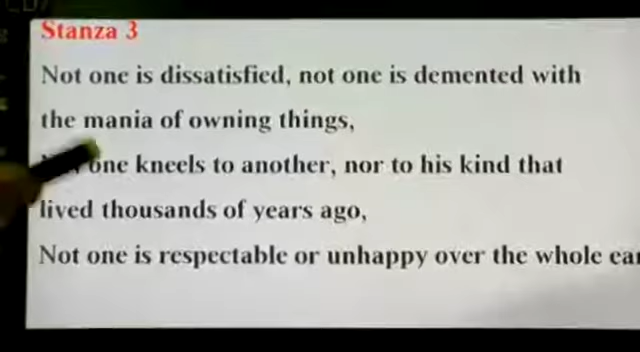 Stanza 3
Not one is dissatisfied, not one is demented with
the mania of owning things,
one kneels to another, nor to his kind that
lived thousands of years ago,
Not one is respectable or unhappy over the whole